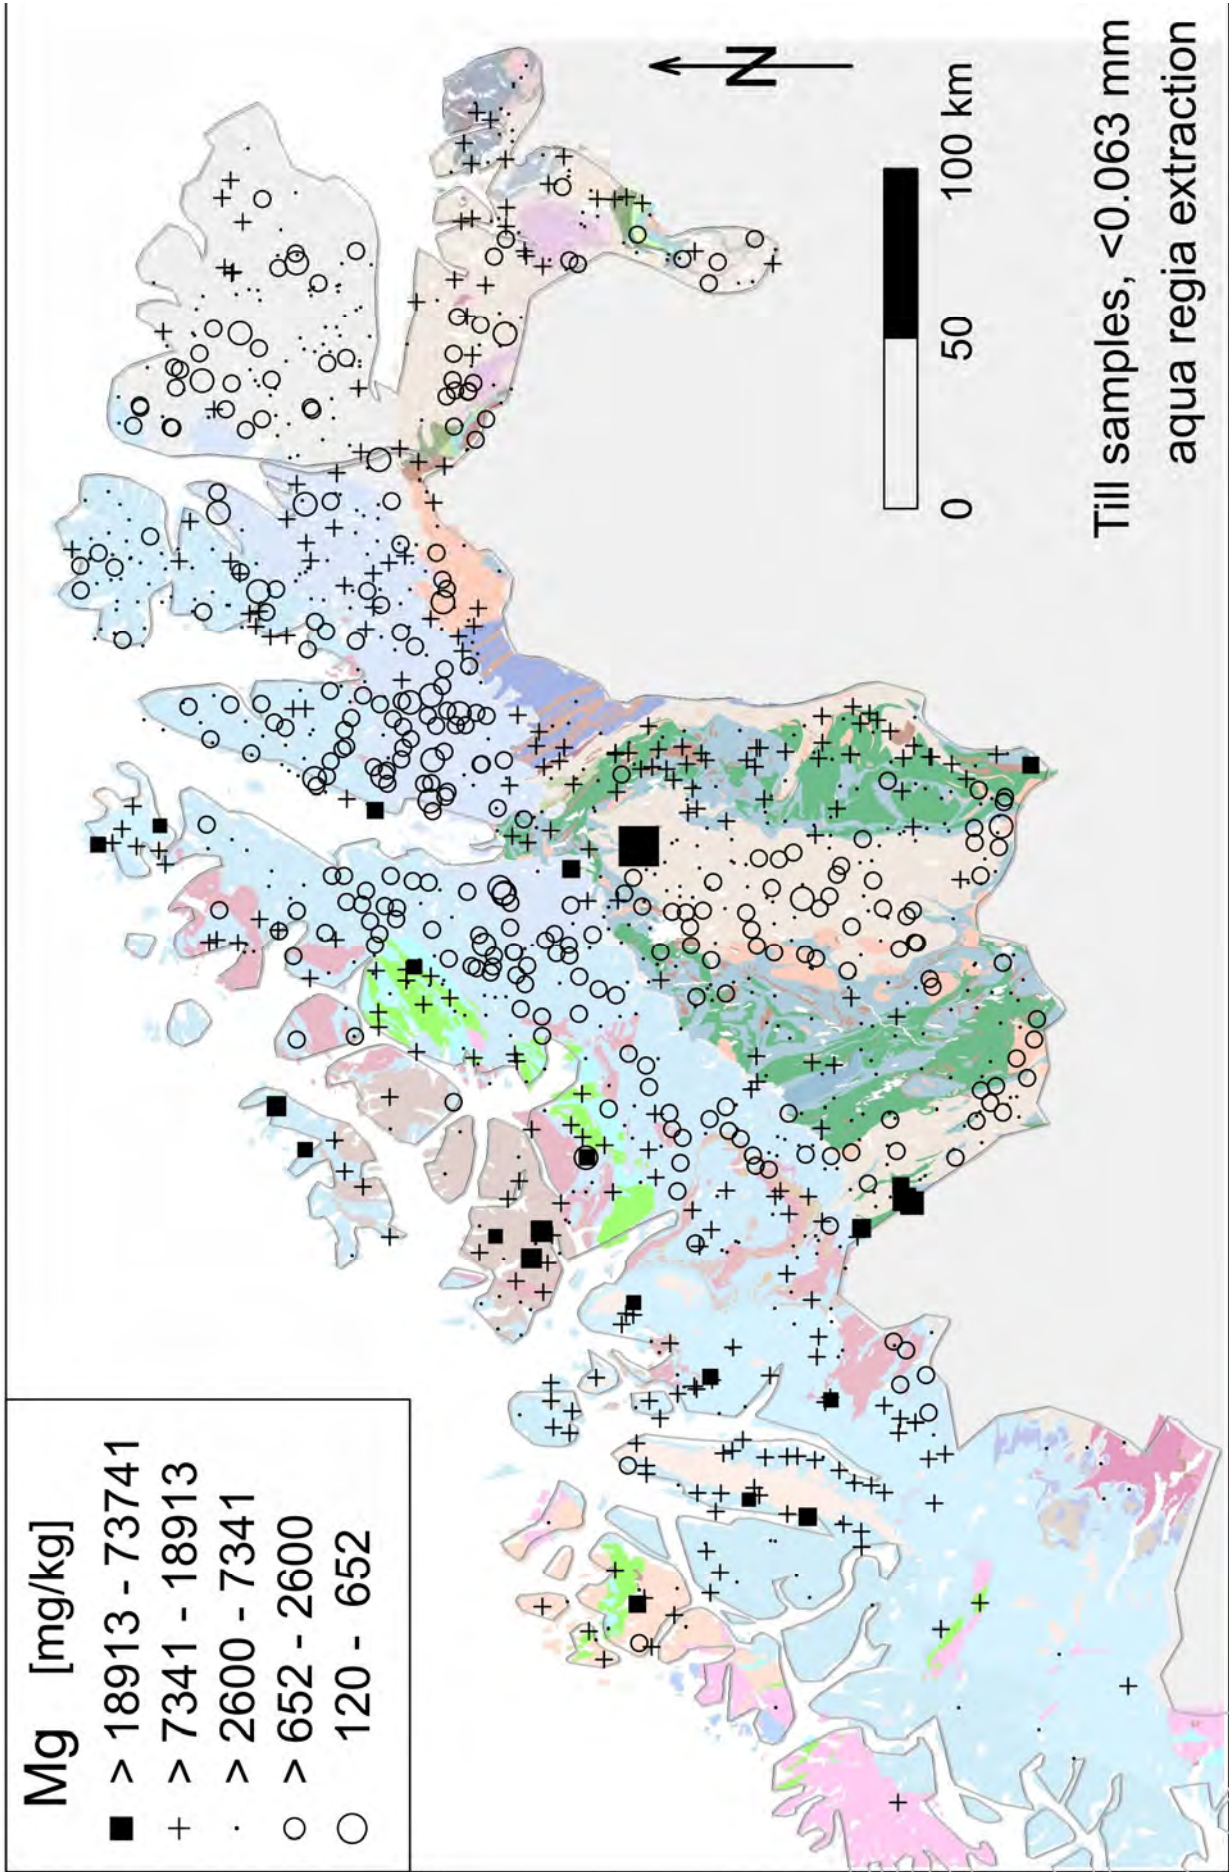 Mg [mg/kg]
■ > 18913 - 73741
+ > 7341 - 18913
· > 2600 - 7341
○ > 652 - 2600
◯ 120 - 652
N
0 50 100 km
Till samples, <0.063 mm
aqua regia extraction